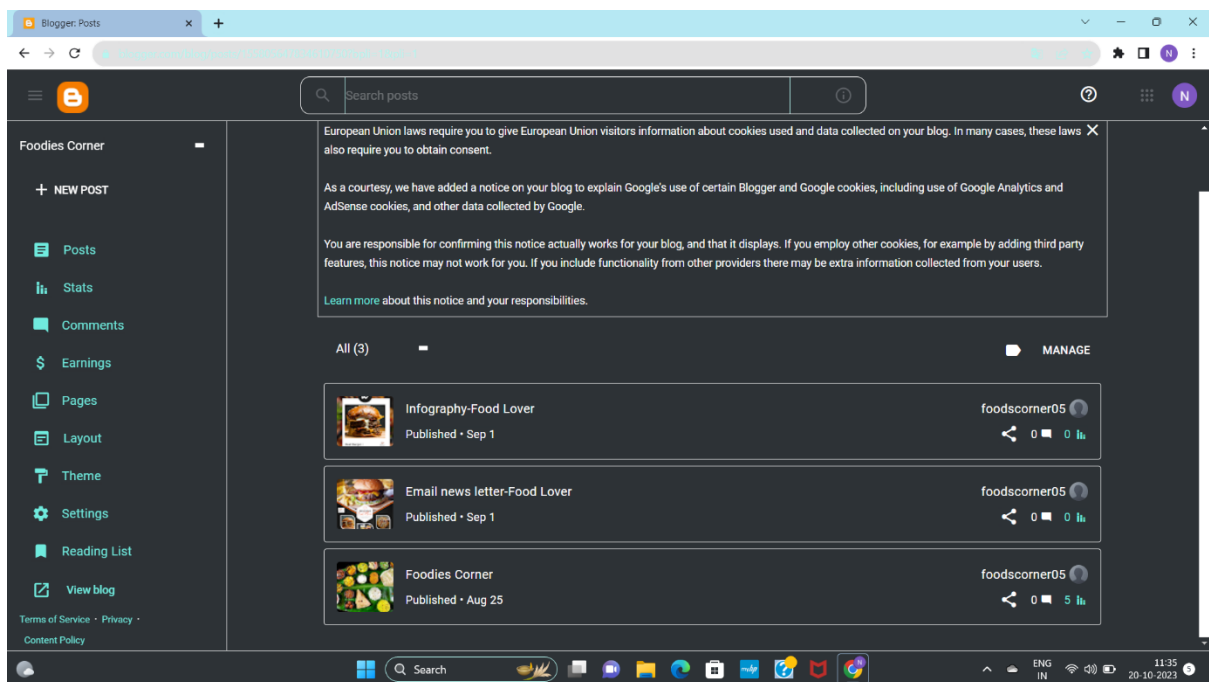 Blogger: Posts
Search posts
N
N
Foodies Corner
NEW POST
Posts
Stats
Comments
Earnings
Pages
Layout
Theme
Settings
Reading List
View blog
Terms of Service · Privacy ·
Content Policy
European Union laws require you to give European Union visitors information about cookies used and data collected on your blog. In many cases, these laws
also require you to obtain consent.
As a courtesy, we have added a notice on your blog to explain Google's use of certain Blogger and Google cookies, including use of Google Analytics and
AdSense cookies, and other data collected by Google.
You are responsible for confirming this notice actually works for your blog, and that it displays. If you employ other cookies, for example by adding third party
features, this notice may not work for you. If you include functionality from other providers there may be extra information collected from your users.
Learn more about this notice and your responsibilities.
All (3)
MANAGE
Infography-Food Lover
foodscorner05
Published • Sep 1
0 0
Email news letter-Food Lover
foodscorner05
Published • Sep 1
0 0
Foodies Corner
foodscorner05
Published • Aug 25
0 5
Search
ENG
IN
11:35
20-10-2023
5